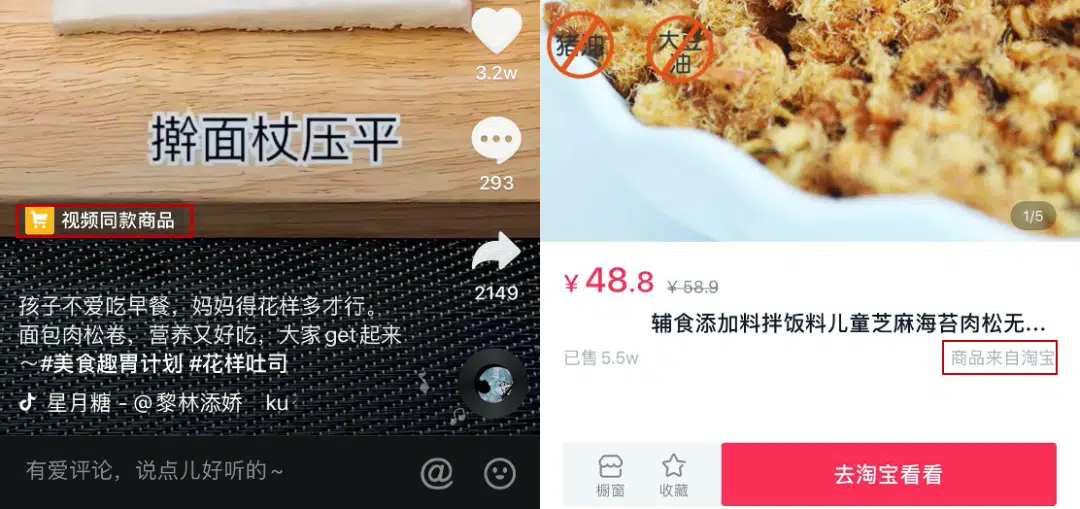 3.2w
擀面杖压平
293
视频同款商品
2149
孩子不爱吃早餐，妈妈得花样多才行。
面包肉松卷，营养又好吃，大家get起来
～#美食趣胃计划 #花样吐司
星月糖 - @黎林添娇 ku
有爱评论，说点儿好听的~
猪油
大豆
油
1/5
¥ 48.8 ¥ 58.9
辅食添加料拌饭料儿童芝麻海苔肉松无...
已售 5.5w
商品来自淘宝
橱窗
收藏
去淘宝看看